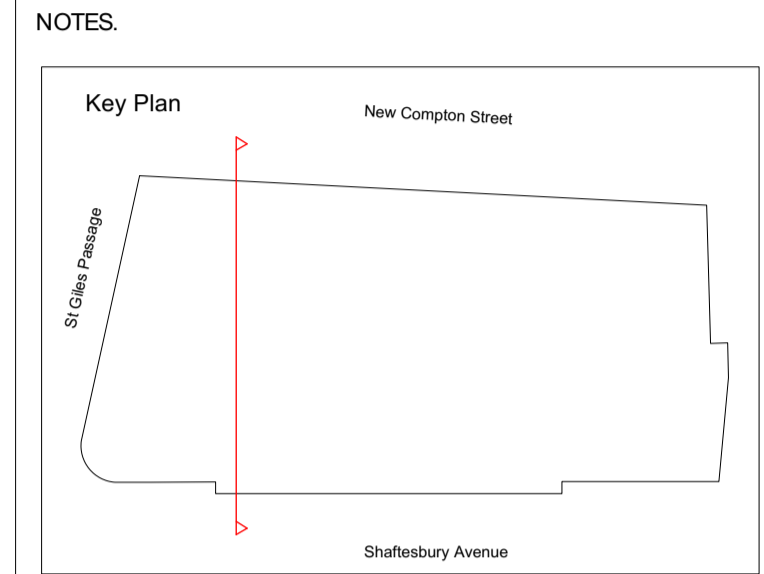 NOTES.
Key Plan
New Compton Street
St Giles Passage
Shaftesbury Avenue